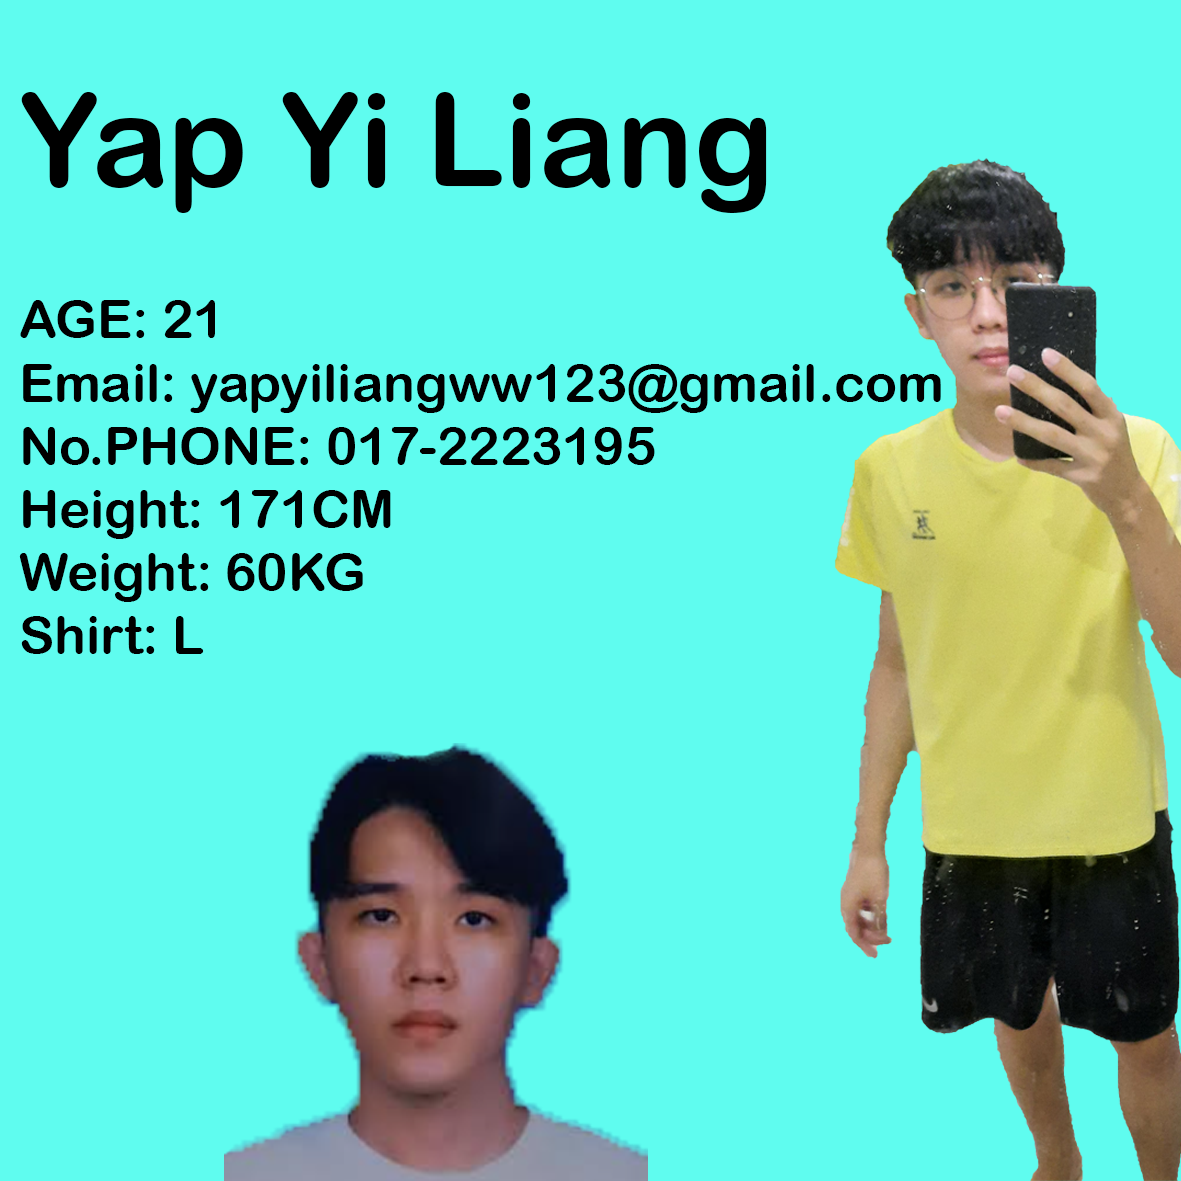 Yap Yi Liang
AGE: 21
Email: yapyiliangww123@gmail.com
No.PHONE: 017-2223195
Height: 171CM
Weight: 60KG
Shirt: L